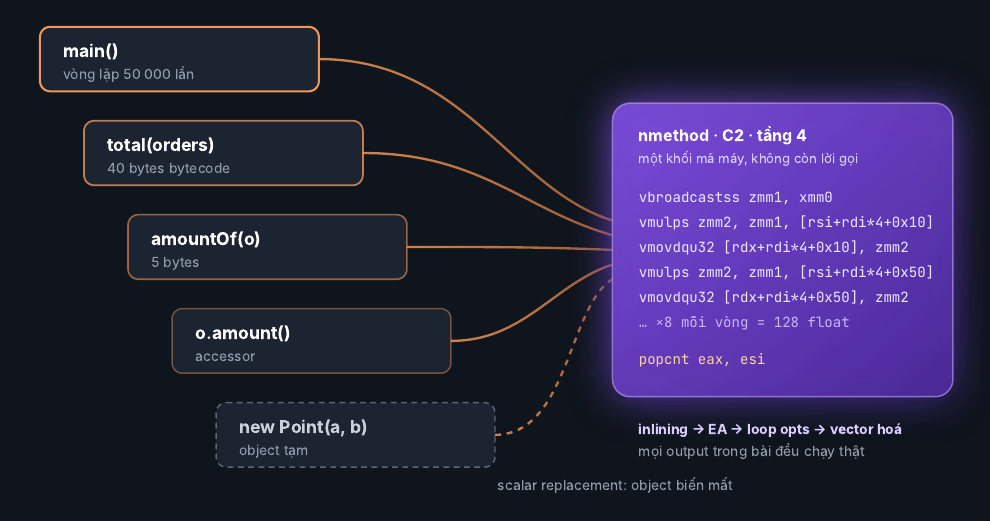 main()
vòng lặp 50 000 lần
total(orders)
40 bytes bytecode
amountOf(o)
5 bytes
o.amount()
accessor
new Point(a, b)
object tạm
nmethod · C2 · tầng 4
một khối mã máy, không còn lời gọi
vbroadcastss zmm1, xmm0
vmulps zmm2, zmm1, [rsi+rdi*4+0x10]
vmovdqu32 [rdx+rdi*4+0x10], zmm2
vmulps zmm2, zmm1, [rsi+rdi*4+0x50]
vmovdqu32 [rdx+rdi*4+0x50], zmm2
… ×8 mỗi vòng = 128 float
popcnt eax, esi
inlining → EA → loop opts → vector hoá
mọi output trong bài đều chạy thật
scalar replacement: object biến mất